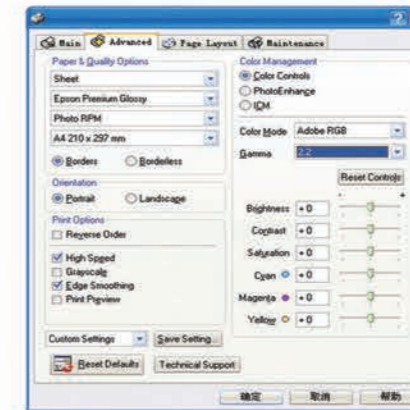 Main Advanced Page Layout Maintenance
Paper & Quality Options
Sheet
Epson Premium Glossy
Photo RPM
A4 210 x 297 mm
Borders Borderless
Orientation
Portrait Landscape
Print Options
Reverse Order
High Speed
Grayscale
Edge Smoothing
Print Preview
Custom Settings Save Setting...
Reset Defaults Technical Support
Color Management
Color Controls
PhotoEnhance
ICM
Color Mode Adobe RGB
Gamma 2.2
Reset Controls
- +
Brightness +0
Contrast +0
Saturation +0
Cyan +0
Magenta +0
Yellow +0
确定 取消 帮助